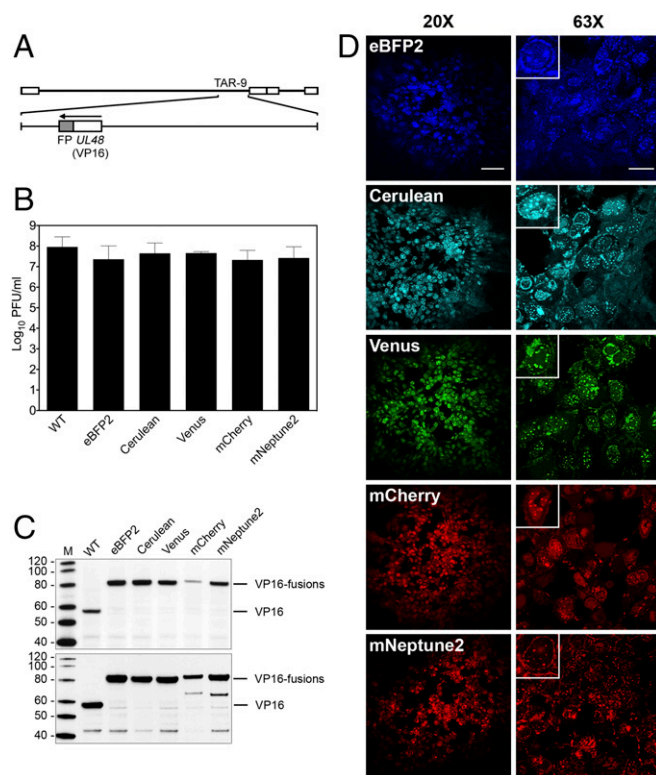 A
TAR-9
FP UL48
(VP16)
B
Log10 PFU/ml
9
8
7
6
5
4
3
2
1
0
WT
eBFP2
Cerulean
Venus
mCherry
mNeptune2
C
M
WT
eBFP2
Cerulean
Venus
mCherry
mNeptune2
120
100
80
60
50
40
VP16-fusions
VP16
120
100
80
60
50
40
VP16-fusions
VP16
D
20X 63X
eBFP2
Cerulean
Venus
mCherry
mNeptune2